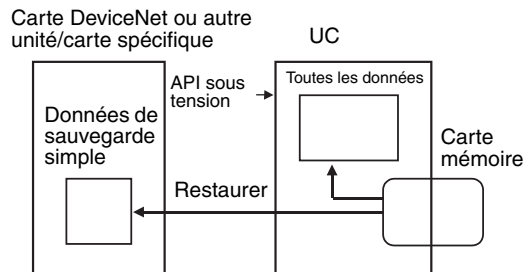 Carte DeviceNet ou autre
unité/carte spécifique
UC
API sous
tension
Toutes les données
Données de
sauvegarde
simple
Carte
mémoire
Restaurer